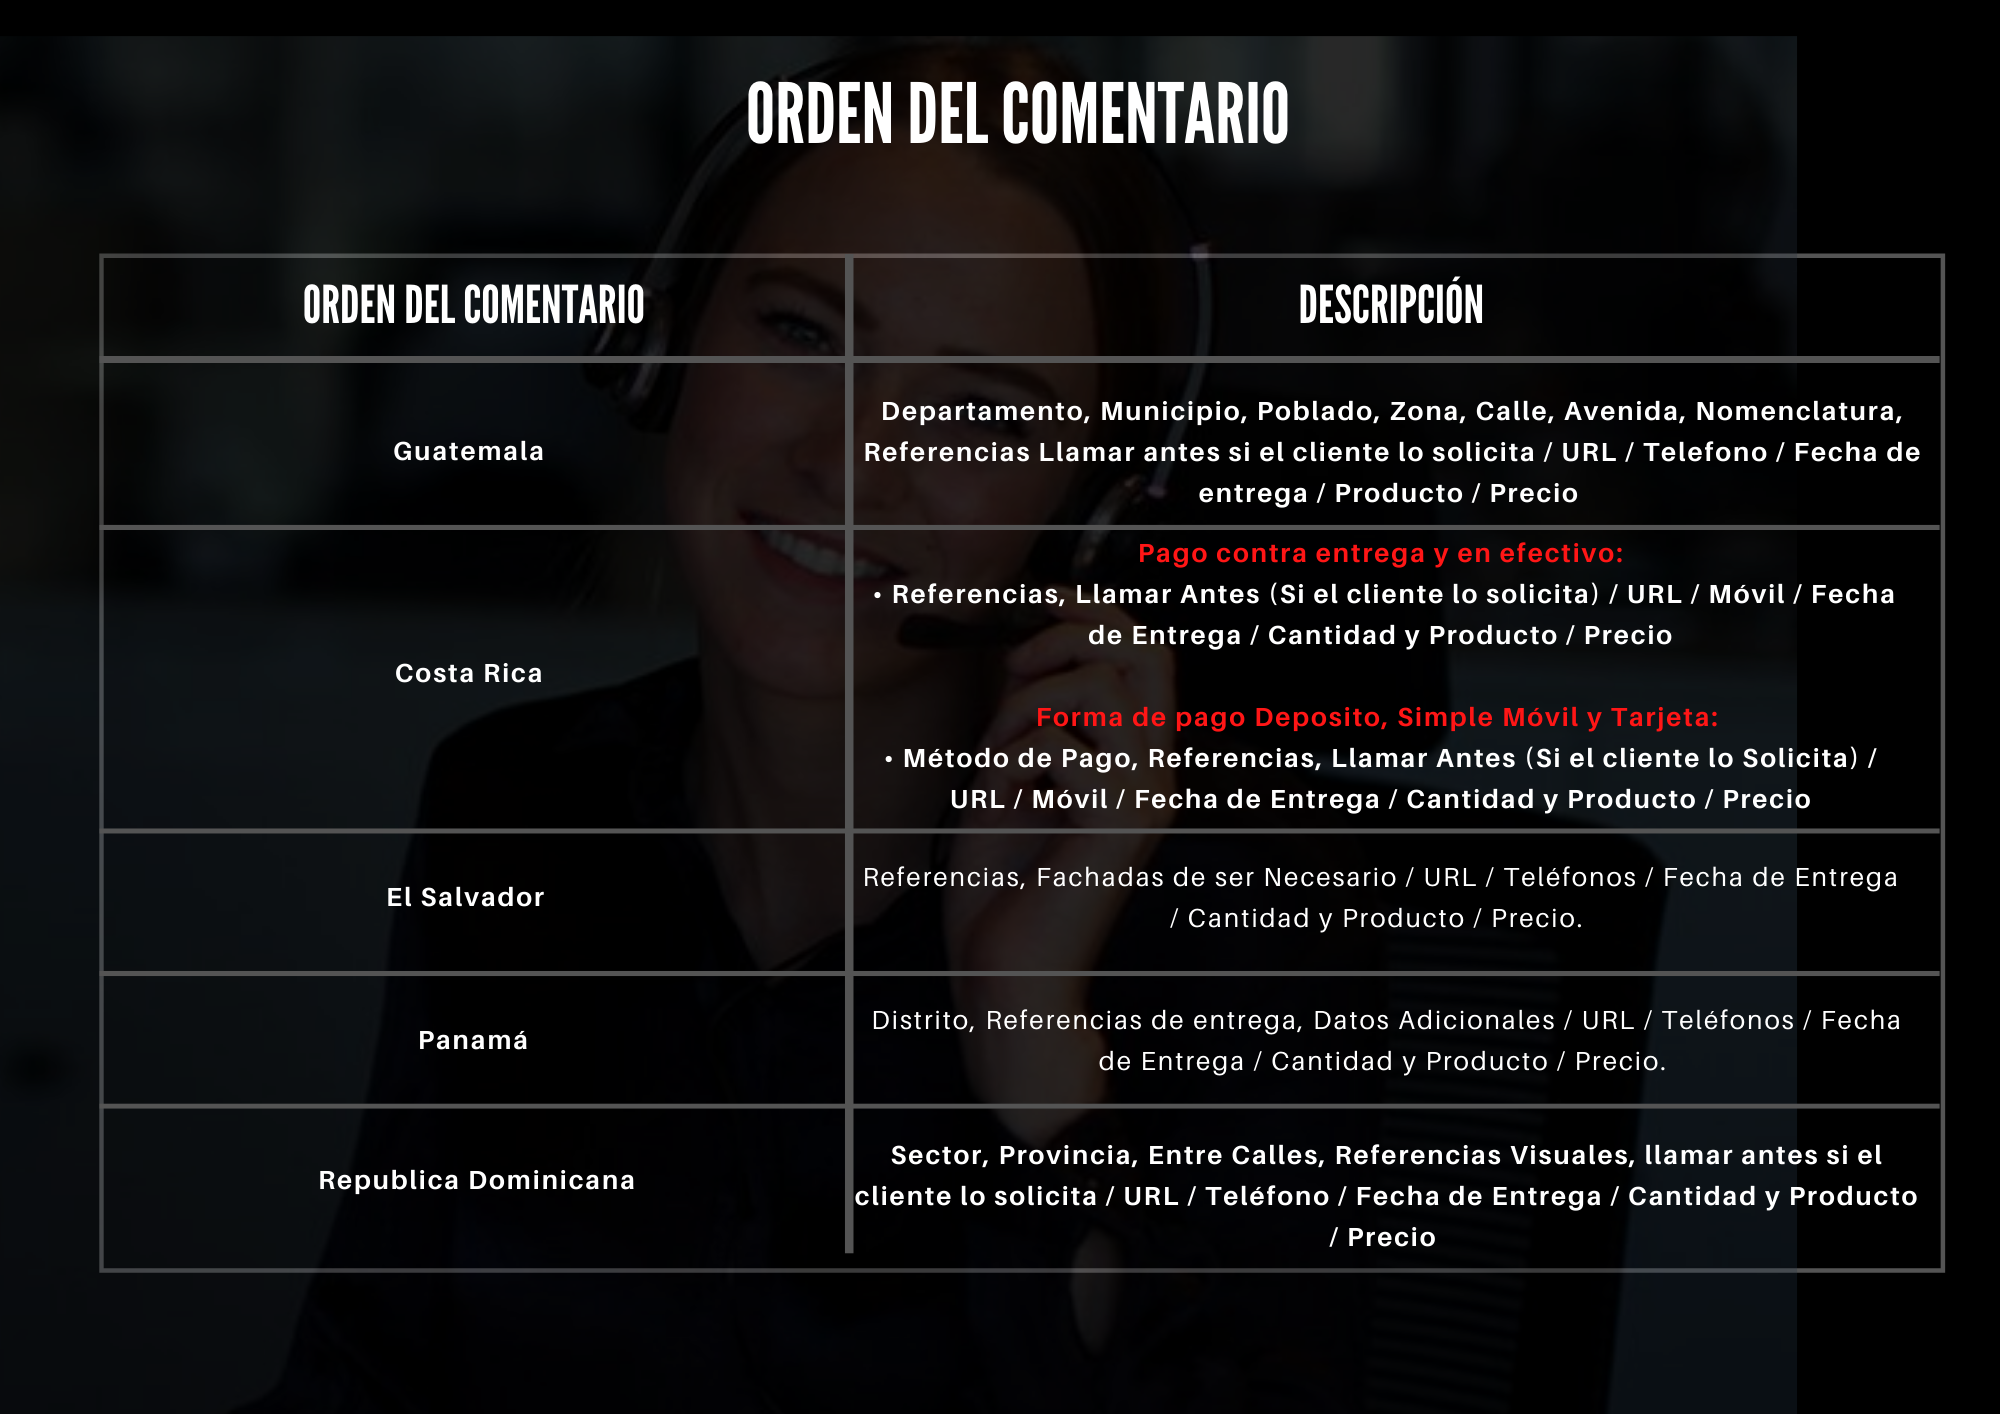 ORDEN DEL COMENTARIO
ORDEN DEL COMENTARIO
DESCRIPCIÓN
Guatemala
Departamento, Municipio, Poblado, Zona, Calle, Avenida, Nomenclatura,
Referencias Llamar antes si el cliente lo solicita / URL / Telefono / Fecha de
entrega / Producto / Precio
Costa Rica
Pago contra entrega y en efectivo:
• Referencias, Llamar Antes (Si el cliente lo solicita) / URL / Móvil / Fecha
de Entrega / Cantidad y Producto / Precio
Forma de pago Deposito, Simple Móvil y Tarjeta:
• Método de Pago, Referencias, Llamar Antes (Si el cliente lo Solicita) /
URL / Móvil / Fecha de Entrega / Cantidad y Producto / Precio
El Salvador
Referencias, Fachadas de ser Necesario / URL / Teléfonos / Fecha de Entrega
/ Cantidad y Producto / Precio.
Panamá
Distrito, Referencias de entrega, Datos Adicionales / URL / Teléfonos / Fecha
de Entrega / Cantidad y Producto / Precio.
Republica Dominicana
Sector, Provincia, Entre Calles, Referencias Visuales, llamar antes si el
cliente lo solicita / URL / Teléfono / Fecha de Entrega / Cantidad y Producto
/ Precio